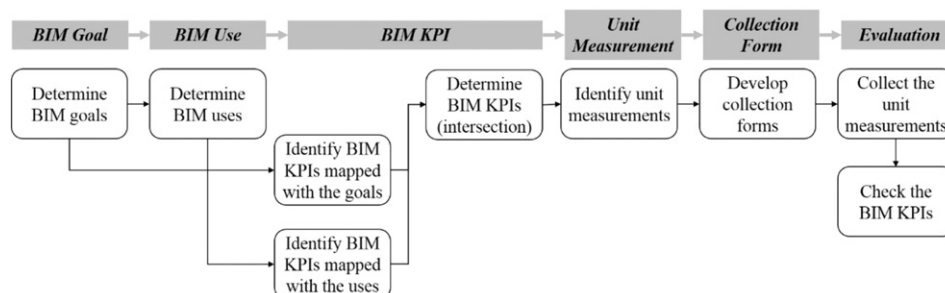 BIM Goal
BIM Use
BIM KPI
Unit
Measurement
Collection
Form
Evaluation
Determine
BIM goals
Determine
BIM uses
Identify BIM
KPIs mapped
with the goals
Identify BIM
KPIs mapped
with the uses
Determine
BIM KPIs
(intersection)
Identify unit
measurements
Develop
collection
forms
Collect the
unit
measurements
Check the
BIM KPIs